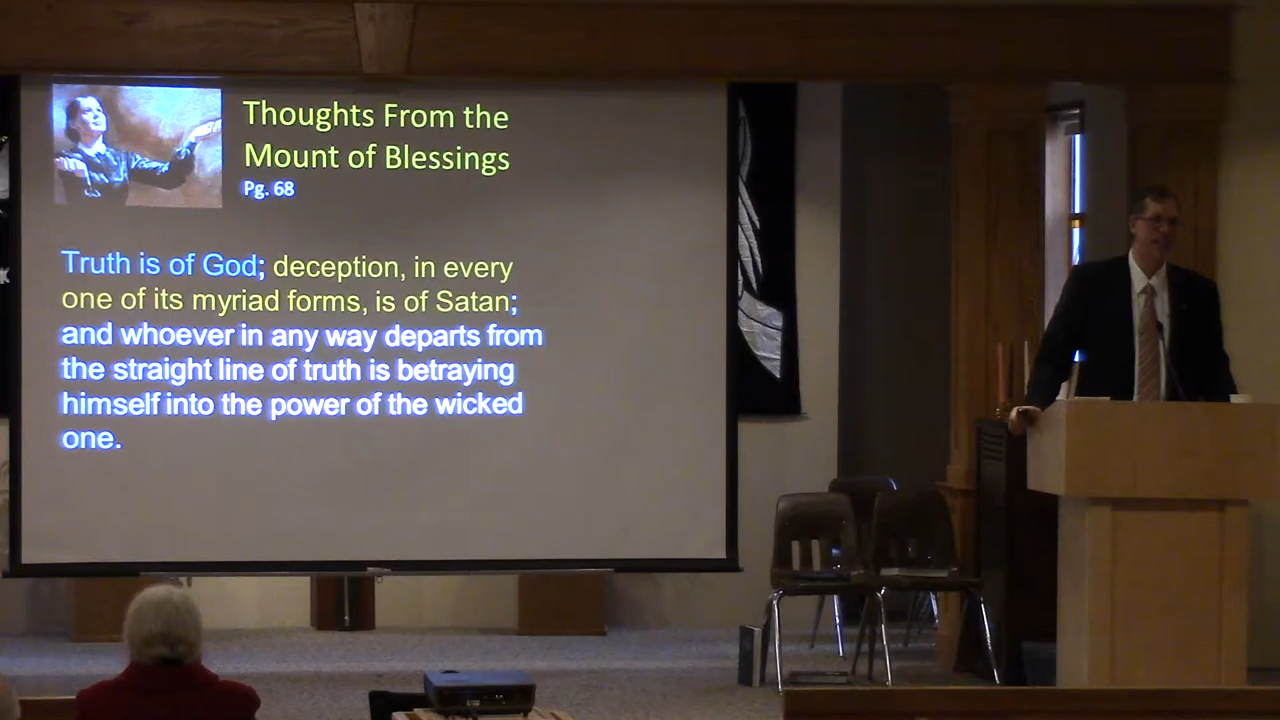 Thoughts From the
Mount of Blessings
Pg. 68
Truth is of God; deception, in every
one of its myriad forms, is of Satan;
and whoever in any way departs from
the straight line of truth is betraying
himself into the power of the wicked
one.